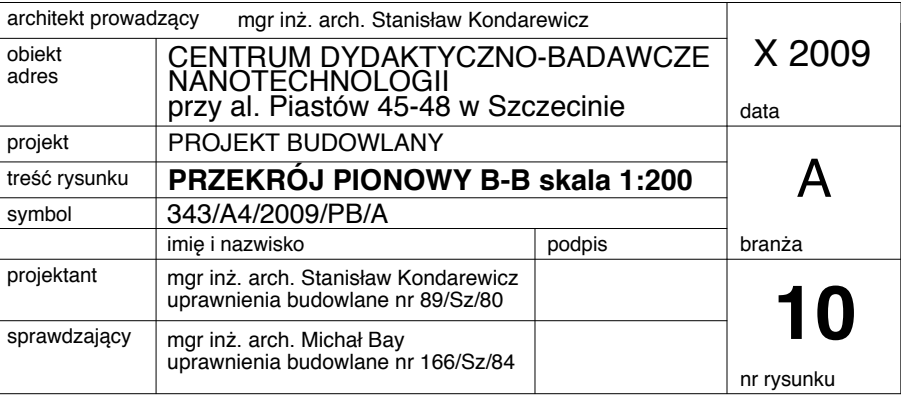 architekt prowadzący mgr inż. arch. Stanisław Kondarewicz
obiekt
adres
CENTRUM DYDAKTYCZNO-BADAWCZE
NANOTECHNOLOGII
przy al. Piastów 45-48 w Szczecinie
X 2009
data
projekt PROJEKT BUDOWLANY
treść rysunku PRZEKRÓJ PIONOWY B-B skala 1:200
symbol 343/A4/2009/PB/A
A
branża
imię i nazwisko podpis
projektant mgr inż. arch. Stanisław Kondarewicz
uprawnienia budowlane nr 89/Sz/80
sprawdzający mgr inż. arch. Michał Bay
uprawnienia budowlane nr 166/Sz/84
10
nr rysunku